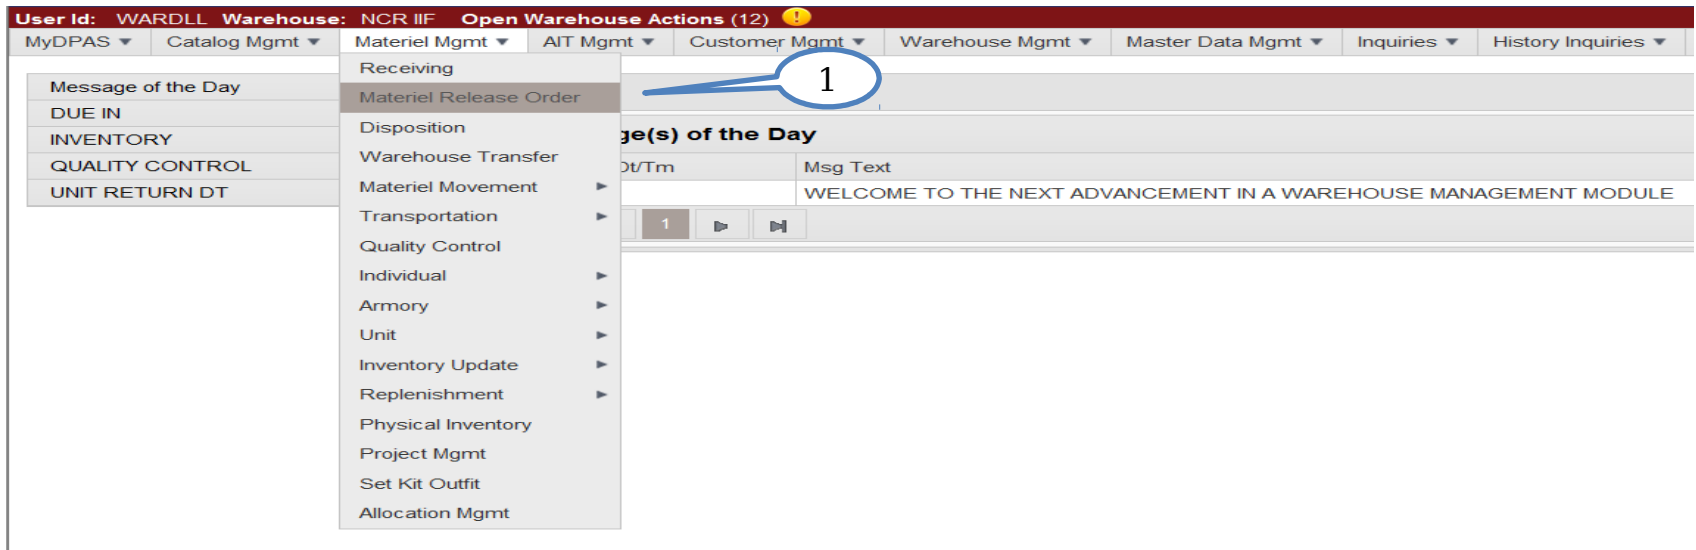 User Id: WARDLL Warehouse: NCR IIF Open Warehouse Actions (12)
MyDPAS Catalog Mgmt Materiel Mgmt AIT Mgmt Customer Mgmt Warehouse Mgmt Master Data Mgmt Inquiries History Inquiries
Message of the Day
DUE IN
INVENTORY
QUALITY CONTROL
UNIT RETURN DT
Receiving
Materiel Release Order
Disposition
Warehouse Transfer
Materiel Movement
Transportation
Quality Control
Individual
Armory
Unit
Inventory Update
Replenishment
Physical Inventory
Project Mgmt
Set Kit Outfit
Allocation Mgmt
1
ge(s) of the Day
Dt/Tm Msg Text
WELCOME TO THE NEXT ADVANCEMENT IN A WAREHOUSE MANAGEMENT MODULE
1